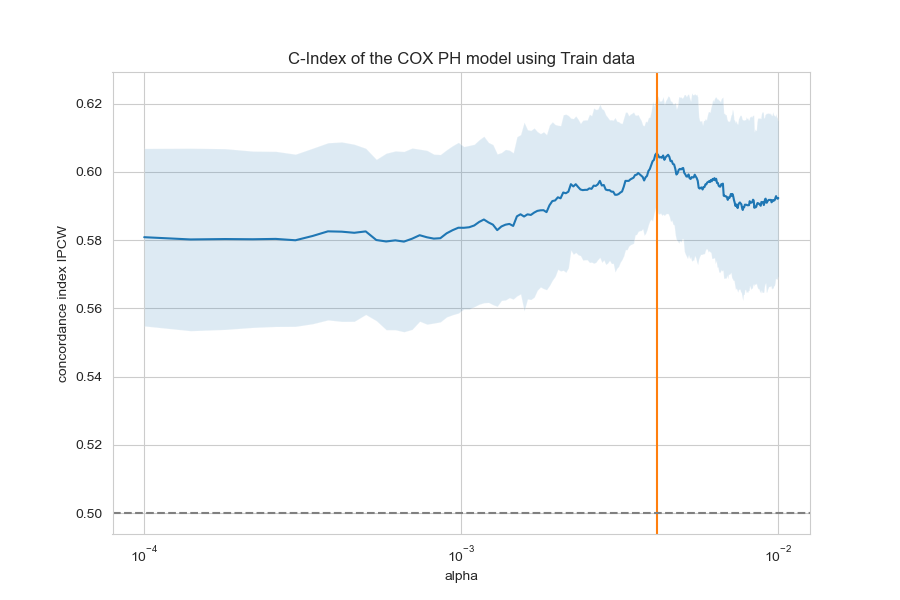 C-Index of the COX PH model using Train data
concordance index IPCW
0.62
0.60
0.58
0.56
0.54
0.52
0.50
10⁻⁴ 10⁻³ 10⁻²
alpha